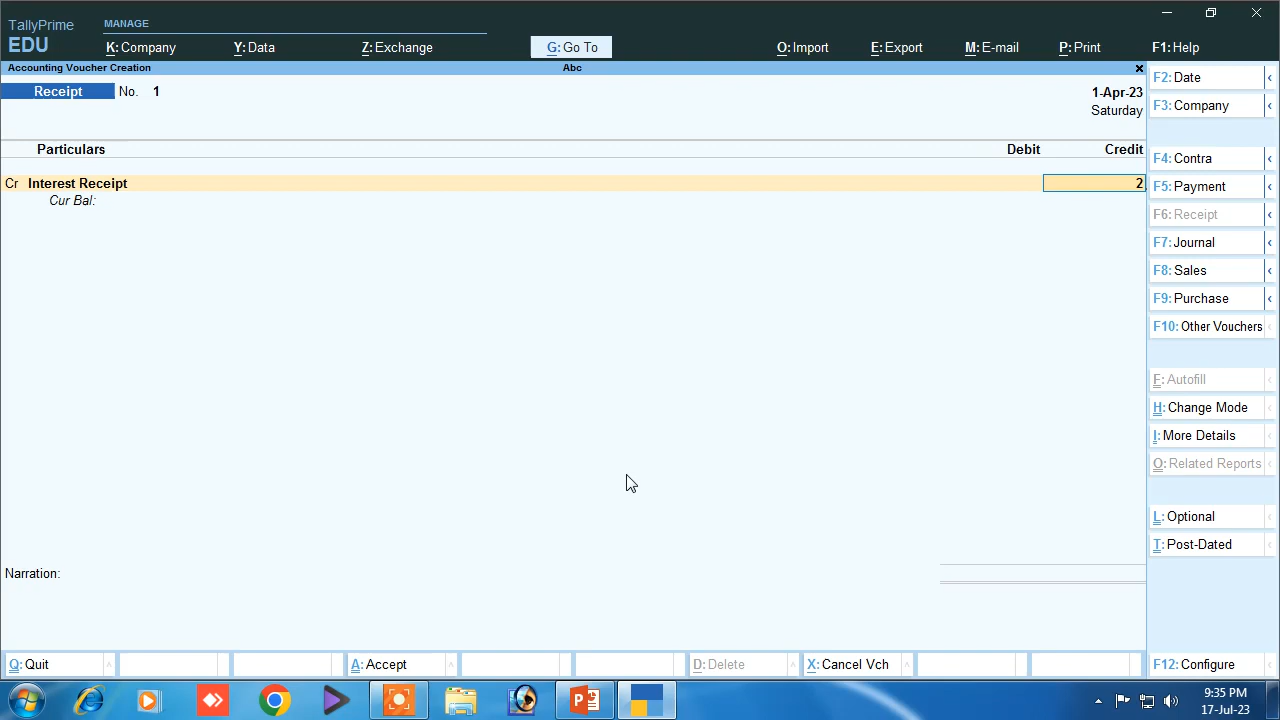 TallyPrime
EDU
MANAGE
K: Company
Y: Data
Z: Exchange
G: Go To
O: Import
E: Export
M: E-mail
P: Print
F1: Help
Accounting Voucher Creation
Abc
Receipt No. 1
1-Apr-23
Saturday
Particulars
Debit
Credit
Cr Interest Receipt
2
Cur Bal:
Narration:
F2: Date
F3: Company
F4: Contra
F5: Payment
F6: Receipt
F7: Journal
F8: Sales
F9: Purchase
F10: Other Vouchers
F: Autofill
H: Change Mode
I: More Details
O: Related Reports
L: Optional
T: Post-Dated
Q: Quit
A: Accept
D: Delete
X: Cancel Vch
F12: Configure
9:35 PM
17-Jul-23